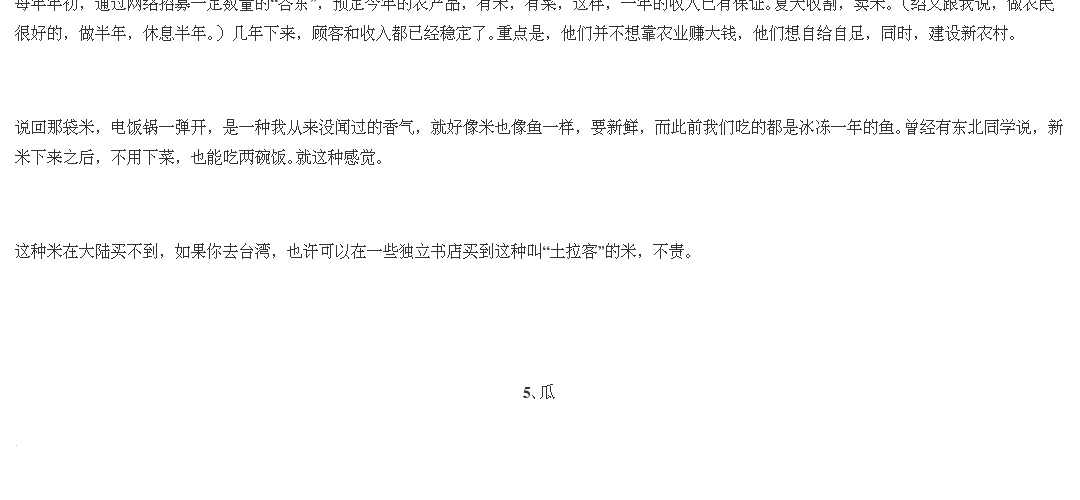 每年年初，通过网络招募一定数量的“谷东”，预定今年的农产品，有米，有菜，这样，一年的收入已有保证。夏天收割，卖米。（绍文跟我说，做农民
很好的，做半年，休息半年。）几年下来，顾客和收入都已经稳定了。重点是，他们并不想靠农业赚大钱，他们想自给自足，同时，建设新农村。
说回那袋米，电饭锅一弹开，是一种我从来没闻过的香气，就好像米也像鱼一样，要新鲜，而此前我们吃的都是冰冻一年的鱼。曾经有东北同学说，新
米下来之后，不用下菜，也能吃两碗饭。就这种感觉。
这种米在大陆买不到，如果你去台湾，也许可以在一些独立书店买到这种叫“土拉客”的米，不贵。
5、瓜